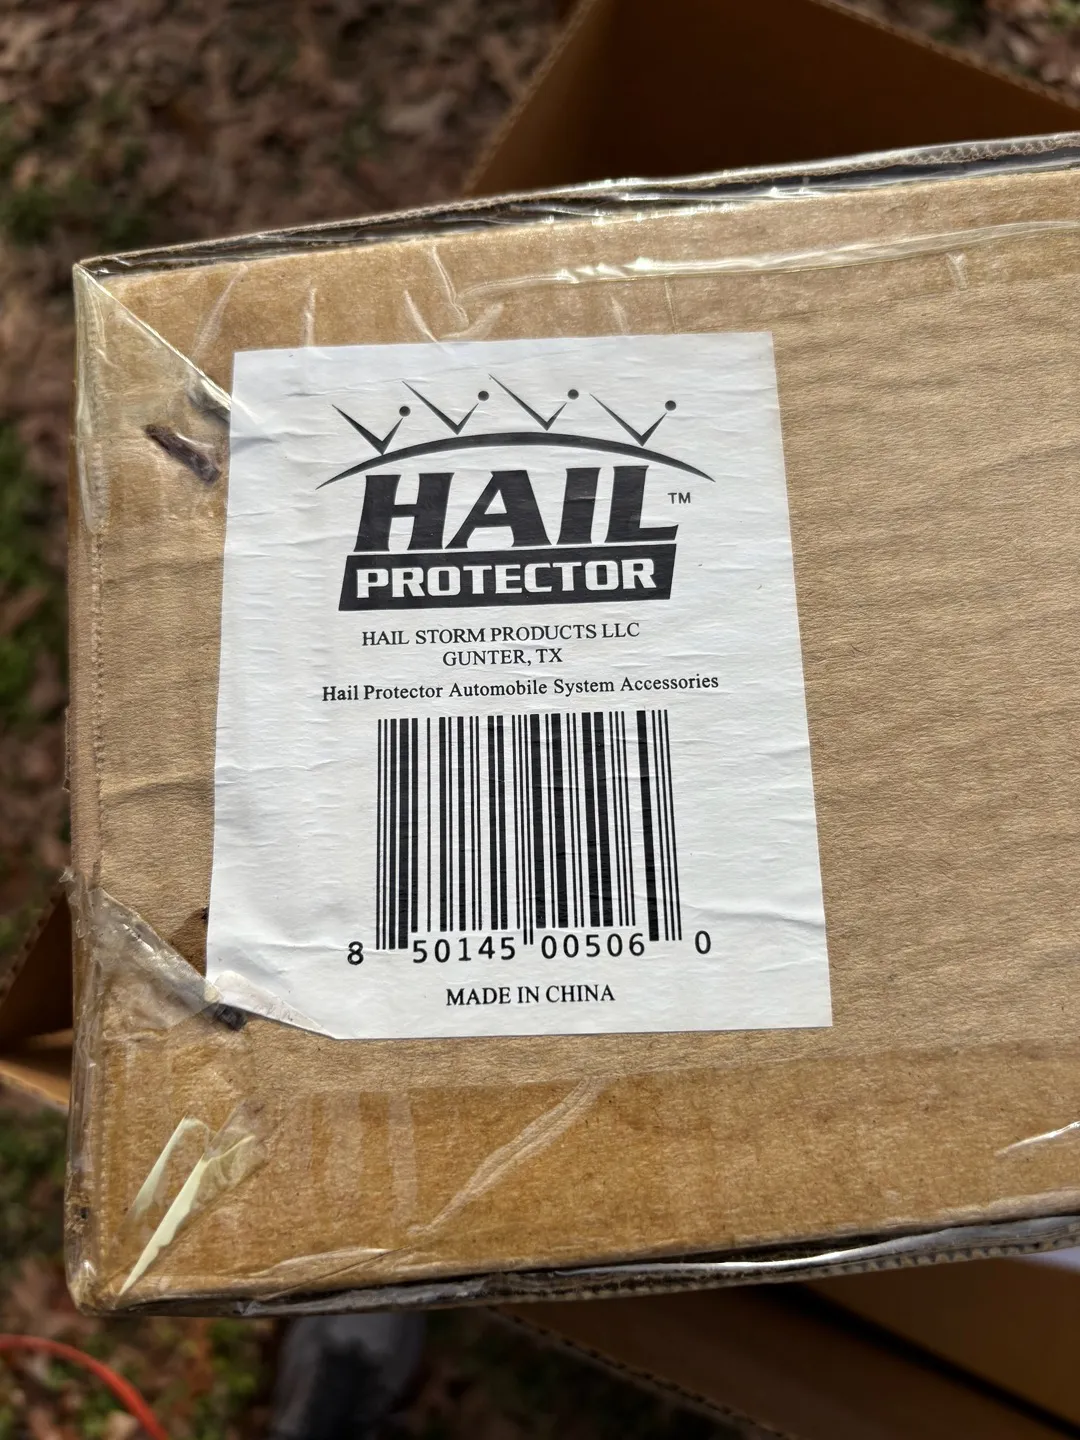 HAIL™
PROTECTOR
HAIL STORM PRODUCTS LLC
GUNTER, TX
Hail Protector Automobile System Accessories
8 50145 00506 0
MADE IN CHINA